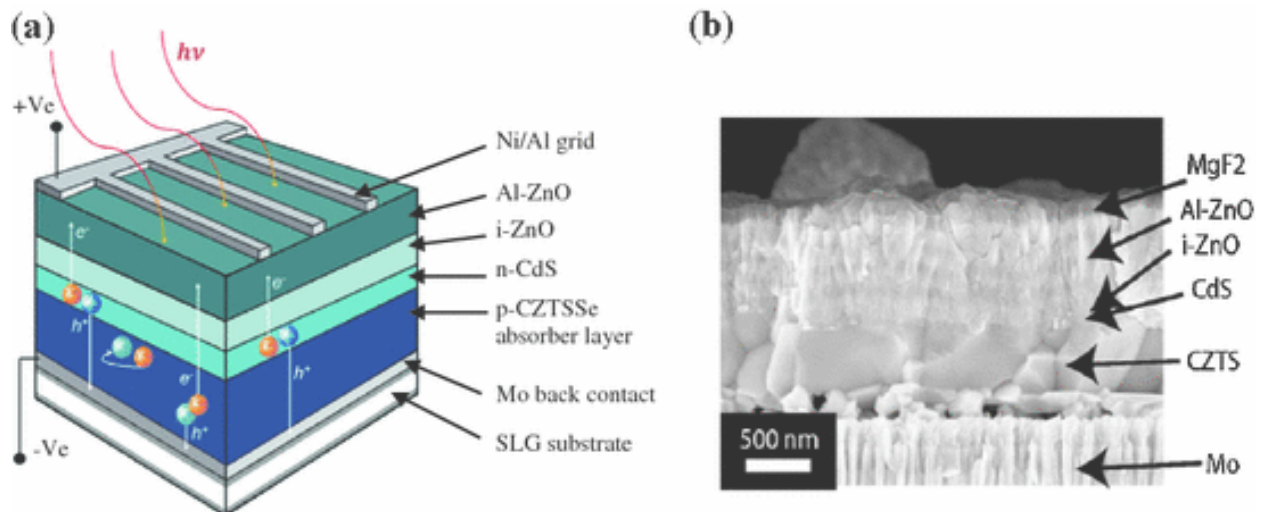 (a)
hν
+Ve
Ni/Al grid
Al-ZnO
i-ZnO
n-CdS
p-CZTSSe
absorber layer
Mo back contact
SLG substrate
-Ve
e-
h+
e-
h+
e-
h+
(b)
MgF2
Al-ZnO
i-ZnO
CdS
CZTS
Mo
500 nm